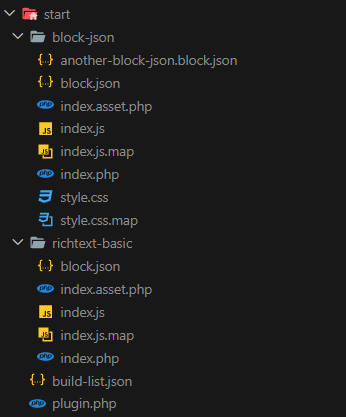 start
block-json
another-block-json.block.json
block.json
index.asset.php
index.js
index.js.map
index.php
style.css
style.css.map
richtext-basic
block.json
index.asset.php
index.js
index.js.map
index.php
build-list.json
plugin.php